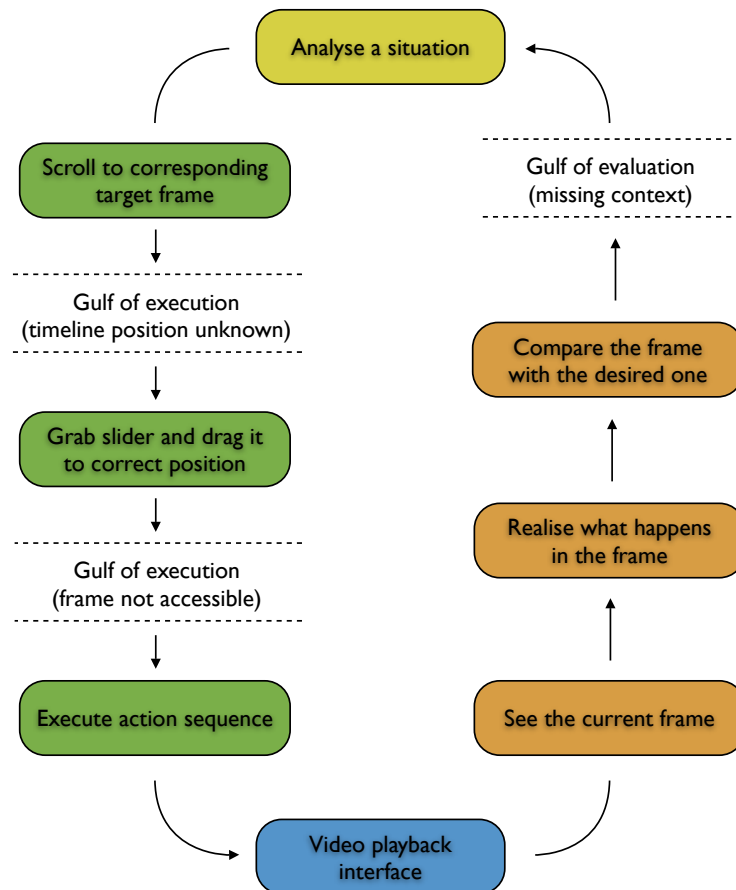 Analyse a situation
Scroll to corresponding
target frame
Gulf of execution
(timeline position unknown)
Grab slider and drag it
to correct position
Gulf of execution
(frame not accessible)
Execute action sequence
Video playback
interface
See the current frame
Realise what happens
in the frame
Compare the frame
with the desired one
Gulf of evaluation
(missing context)